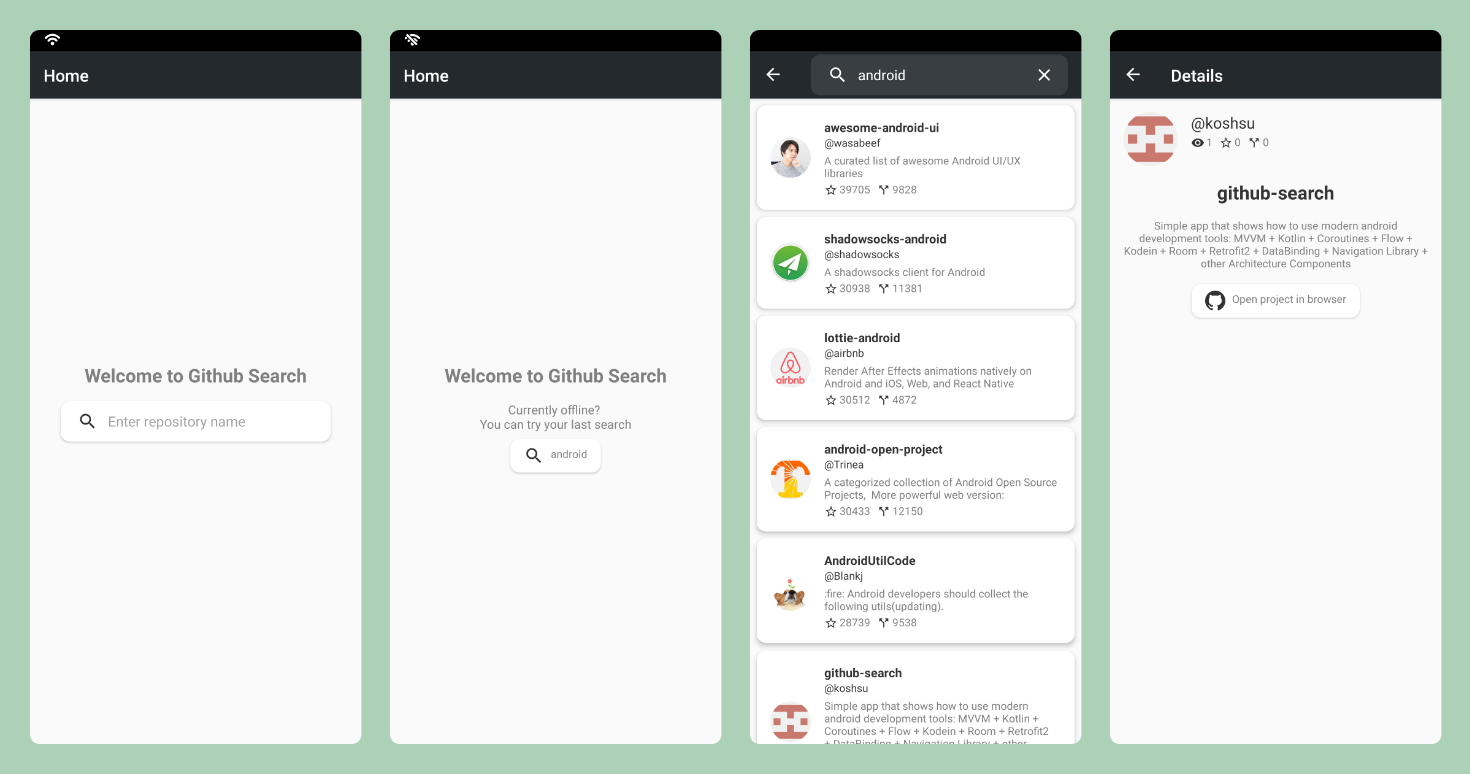 Home
Welcome to Github Search
Enter repository name
Home
Welcome to Github Search
Currently offline?
You can try your last search
android
android
awesome-android-ui
@wasabeef
A curated list of awesome Android UI/UX
libraries
39705 9828
shadowsocks-android
@shadowsocks
A shadowsocks client for Android
30938 11381
lottie-android
@airbnb
airbnb
Render After Effects animations natively on
Android and iOS, Web, and React Native
30512 4872
android-open-project
@Trinea
A categorized collection of Android Open Source
Projects, More powerful web version:
30433 12150
AndroidUtilCode
@Blankj
:fire: Android developers should collect the
following utils(updating).
28739 9538
github-search
@koshsu
Simple app that shows how to use modern
android development tools: MVVM + Kotlin +
Coroutines + Flow + Kodein + Room + Retrofit2
+ DataBinding + Navigation Library + other
Details
@koshsu
1 0 0
github-search
Simple app that shows how to use modern android
development tools: MVVM + Kotlin + Coroutines + Flow +
Kodein + Room + Retrofit2 + DataBinding + Navigation Library +
other Architecture Components
Open project in browser